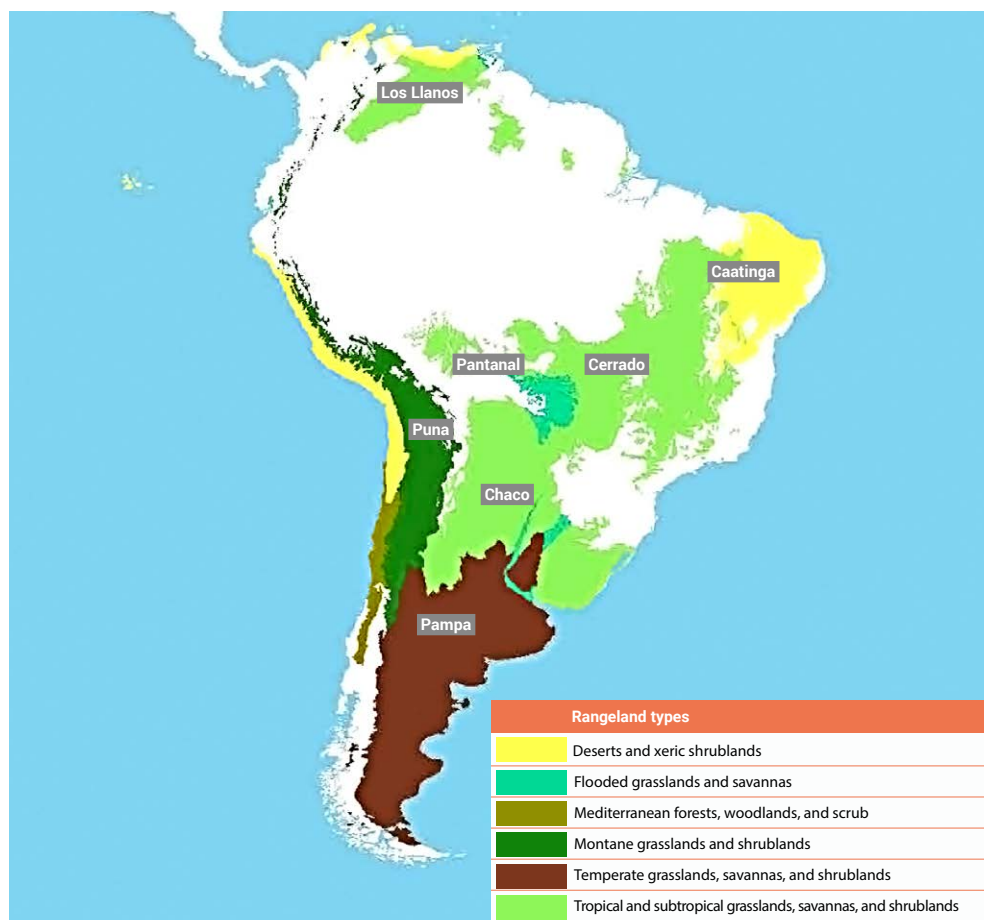 Los Llanos
Caatinga
Pantanal
Cerrado
Puna
Chaco
Pampa
Rangeland types
Deserts and xeric shrublands
Flooded grasslands and savannas
Mediterranean forests, woodlands, and scrub
Montane grasslands and shrublands
Temperate grasslands, savannas, and shrublands
Tropical and subtropical grasslands, savannas, and shrublands